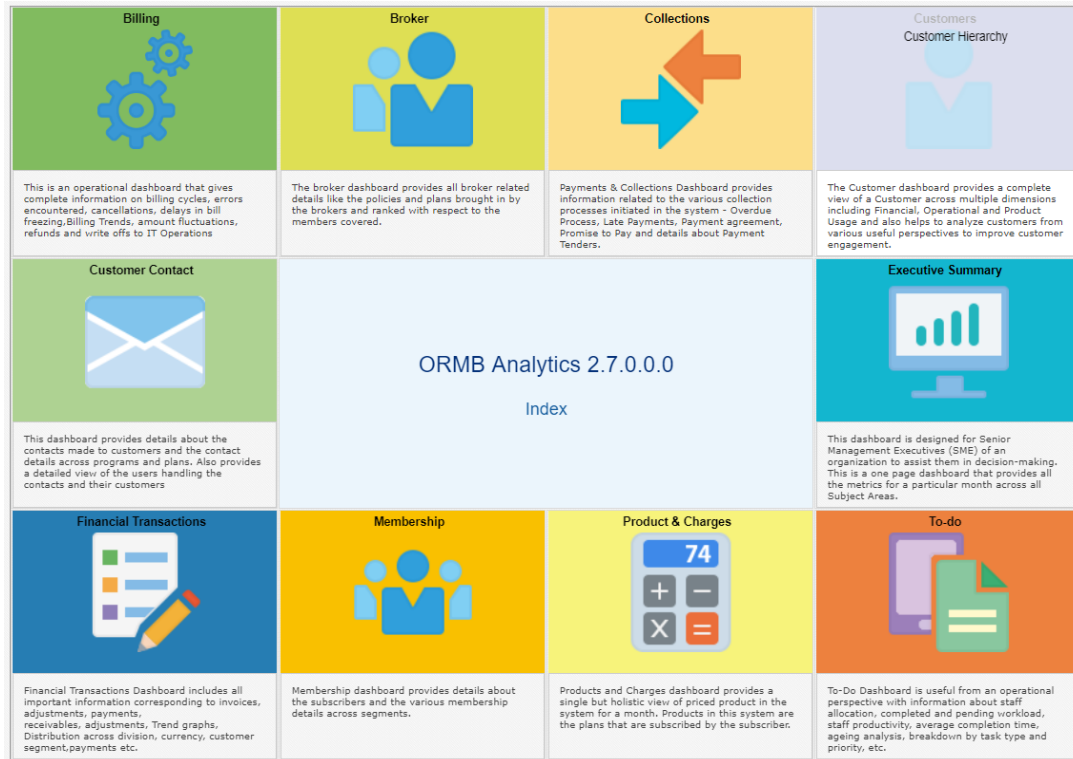 Billing
This is an operational dashboard that gives
complete information on billing cycles, errors
encountered, cancellations, delays in bill
freezing,Billing Trends, amount fluctuations,
refunds and write offs to IT Operations
Broker
The broker dashboard provides all broker related
details like the policies and plans brought in by
the brokers and ranked with respect to the
members covered.
Collections
Payments & Collections Dashboard provides
information related to the various collection
processes initiated in the system - Overdue
Process, Late Payments, Payment agreement,
Promise to Pay and details about Payment
Tenders.
Customers
Customer Hierarchy
The Customer dashboard provides a complete
view of a Customer across multiple dimensions
including Financial, Operational and Product
Usage and also helps to analyze customers from
various useful perspectives to improve customer
engagement.
Customer Contact
This dashboard provides details about the
contacts made to customers and the contact
details across programs and plans. Also provides
a detailed view of the users handling the
contacts and their customers
ORMB Analytics 2.7.0.0.0
Index
Executive Summary
This dashboard is designed for Senior
Management Executives (SME) of an
organization to assist them in decision-making.
This is a one page dashboard that provides all
the metrics for a particular month across all
Subject Areas.
Financial Transactions
Financial Transactions Dashboard includes all
important information corresponding to invoices,
adjustments, payments,
receivables, adjustments, Trend graphs,
Distribution across division, currency, customer
segment,payments etc.
Membership
Membership dashboard provides details about
the subscribers and the various membership
details across segments.
Product & Charges
74
+ −
X =
Products and Charges dashboard provides a
single but holistic view of priced product in the
system for a month. Products in this system are
the plans that are subscribed by the subscriber.
To-do
To-Do Dashboard is useful from an operational
perspective with information about staff
allocation, completed and pending workload,
staff productivity, average completion time,
ageing analysis, breakdown by task type and
priority, etc.